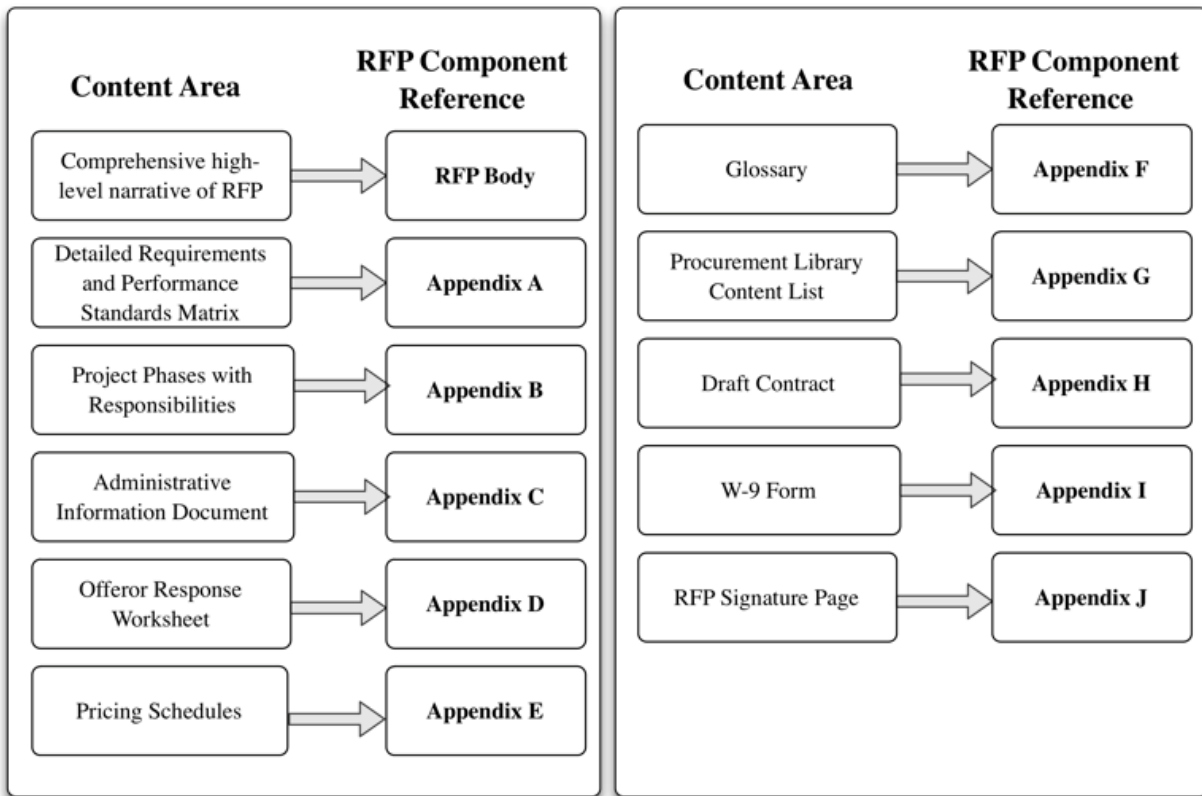 Content Area
RFP Component
Reference
Comprehensive high-
level narrative of RFP
RFP Body
Detailed Requirements
and Performance
Standards Matrix
Appendix A
Project Phases with
Responsibilities
Appendix B
Administrative
Information Document
Appendix C
Offeror Response
Worksheet
Appendix D
Pricing Schedules
Appendix E
Content Area
RFP Component
Reference
Glossary
Appendix F
Procurement Library
Content List
Appendix G
Draft Contract
Appendix H
W-9 Form
Appendix I
RFP Signature Page
Appendix J